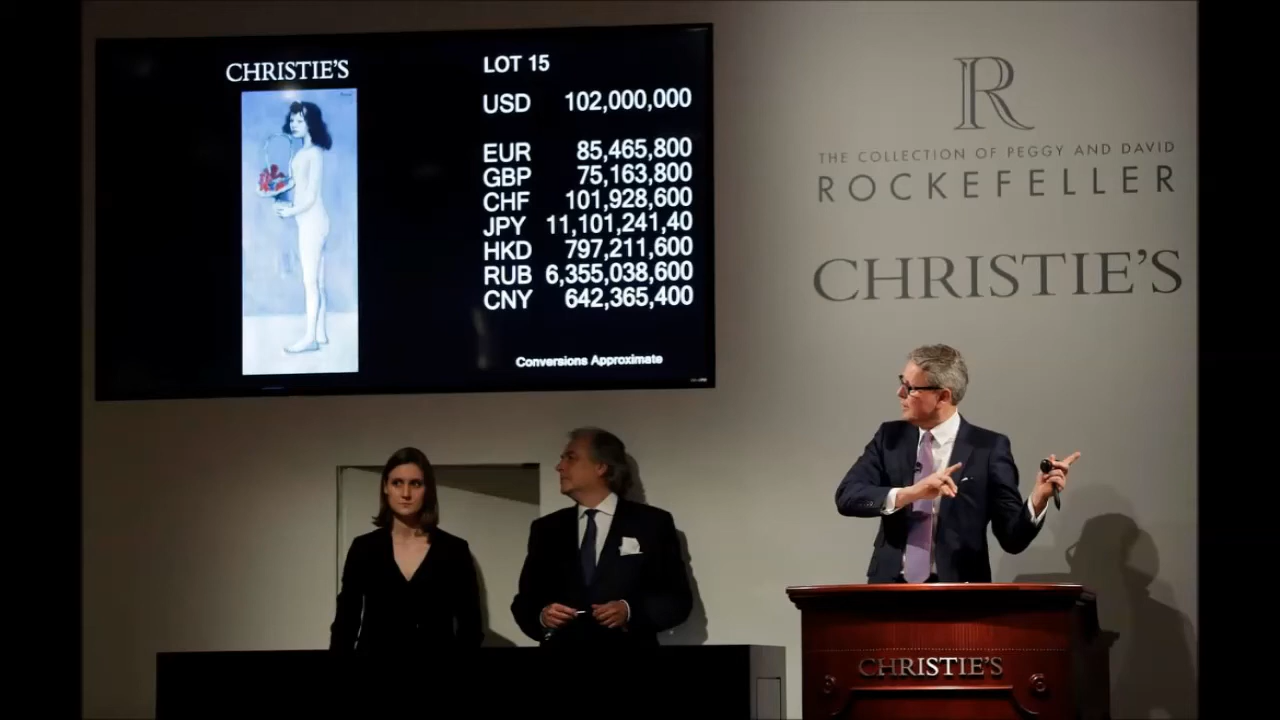 CHRISTIE'S
LOT 15
USD 102,000,000
EUR 85,465,800
GBP 75,163,800
CHF 101,928,600
JPY 11,101,241,40
HKD 797,211,600
RUB 6,355,038,600
CNY 642,365,400
Conversions Approximate
R
THE COLLECTION OF PEGGY AND DAVID
ROCKEFELLER
CHRISTIE'S
CHRISTIE'S